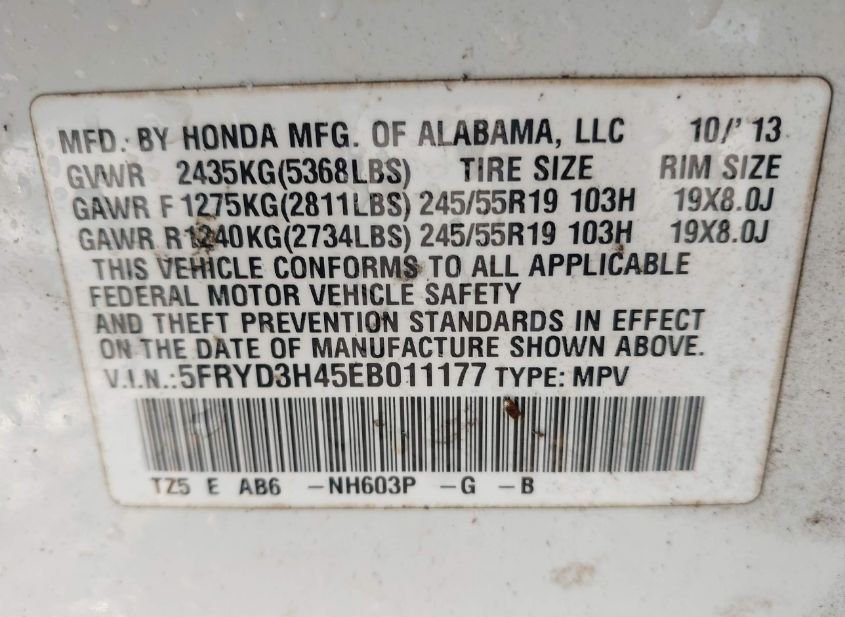 MFD. BY HONDA MFG. OF ALABAMA, LLC 10/'13
GVWR 2435KG(5368LBS) TIRE SIZE RIM SIZE
GAWR F 1275KG(2811LBS) 245/55R19 103H 19X8.0J
GAWR R 1240KG(2734LBS) 245/55R19 103H 19X8.0J
THIS VEHICLE CONFORMS TO ALL APPLICABLE
FEDERAL MOTOR VEHICLE SAFETY
AND THEFT PREVENTION STANDARDS IN EFFECT
ON THE DATE OF MANUFACTURE SHOWN ABOVE.
V.I.N.:5FRYD3H45EB011177 TYPE: MPV
TZ5 E AB6 -NH603P -G -B